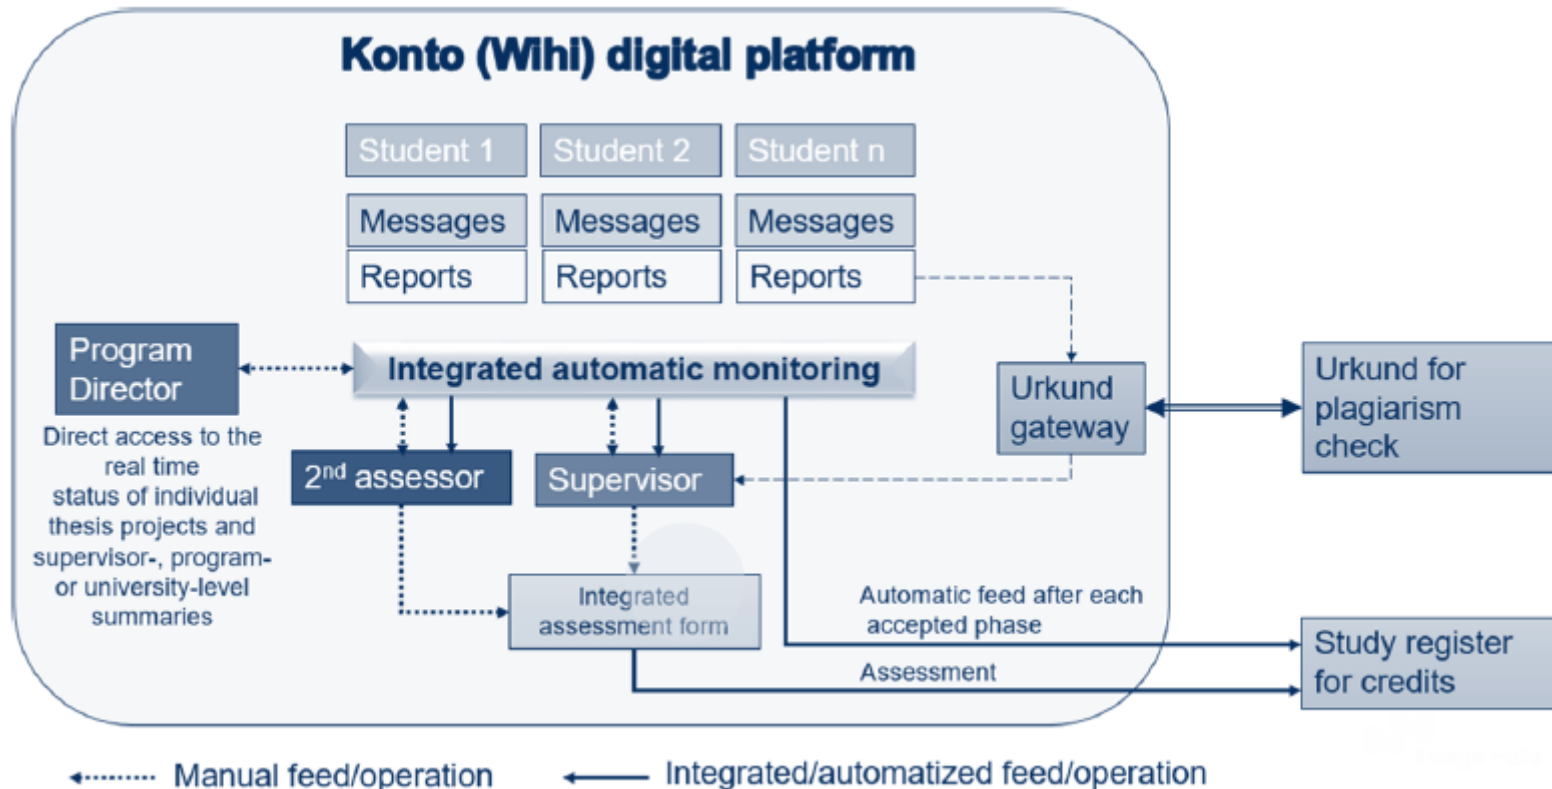 Konto (Wihi) digital platform
Student 1
Student 2
Student n
Messages
Messages
Messages
Reports
Reports
Reports
Program
Director
Integrated automatic monitoring
Urkund
gateway
Urkund for
plagiarism
check
Direct access to the
real time
status of individual
thesis projects and
supervisor-, program-
or university-level
summaries
2nd assessor
Supervisor
Integrated
assessment form
Automatic feed after each
accepted phase
Assessment
Study register
for credits
Manual feed/operation
Integrated/automatized feed/operation